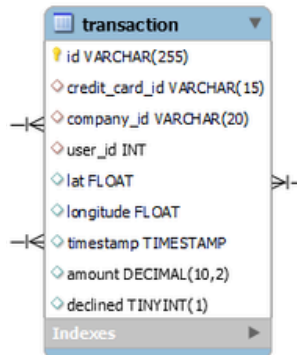 transaction
id VARCHAR(255)
credit_card_id VARCHAR(15)
company_id VARCHAR(20)
user_id INT
lat FLOAT
longitude FLOAT
timestamp TIMESTAMP
amount DECIMAL(10,2)
declined TINYINT(1)
Indexes